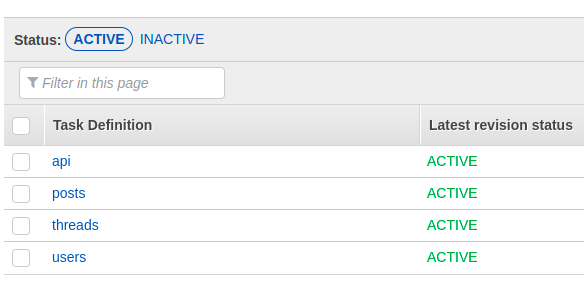 Status: ACTIVE INACTIVE
Filter in this page
Task Definition Latest revision status
api ACTIVE
posts ACTIVE
threads ACTIVE
users ACTIVE